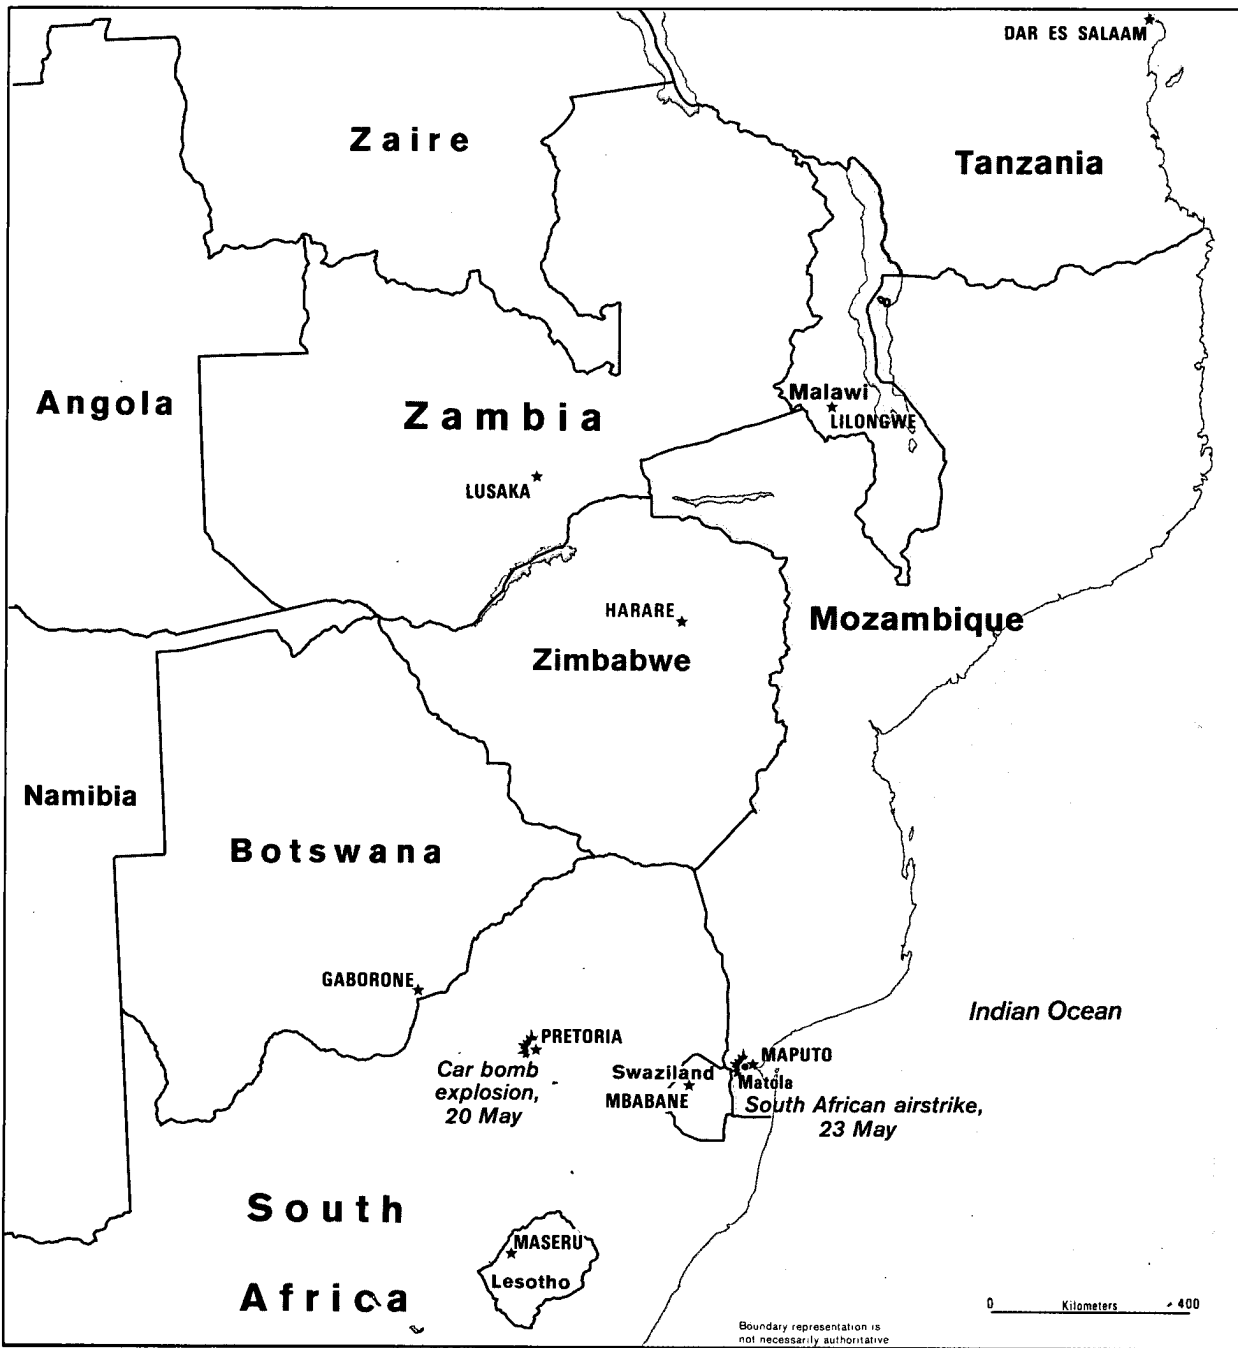 DAR ES SALAAM
Zaire
Tanzania
Angola
Zambia
Malawi
LILONGWE
LUSAKA
HARARE
Mozambique
Zimbabwe
Namibia
Botswana
GABORONE
Indian Ocean
PRETORIA
Car bomb
explosion,
20 May
Swaziland
MBABANE
MAPUTO
Matola
South African airstrike,
23 May
South
Africa
MASERU
Lesotho
0 Kilometers 400
Boundary representation is
not necessarily authoritative